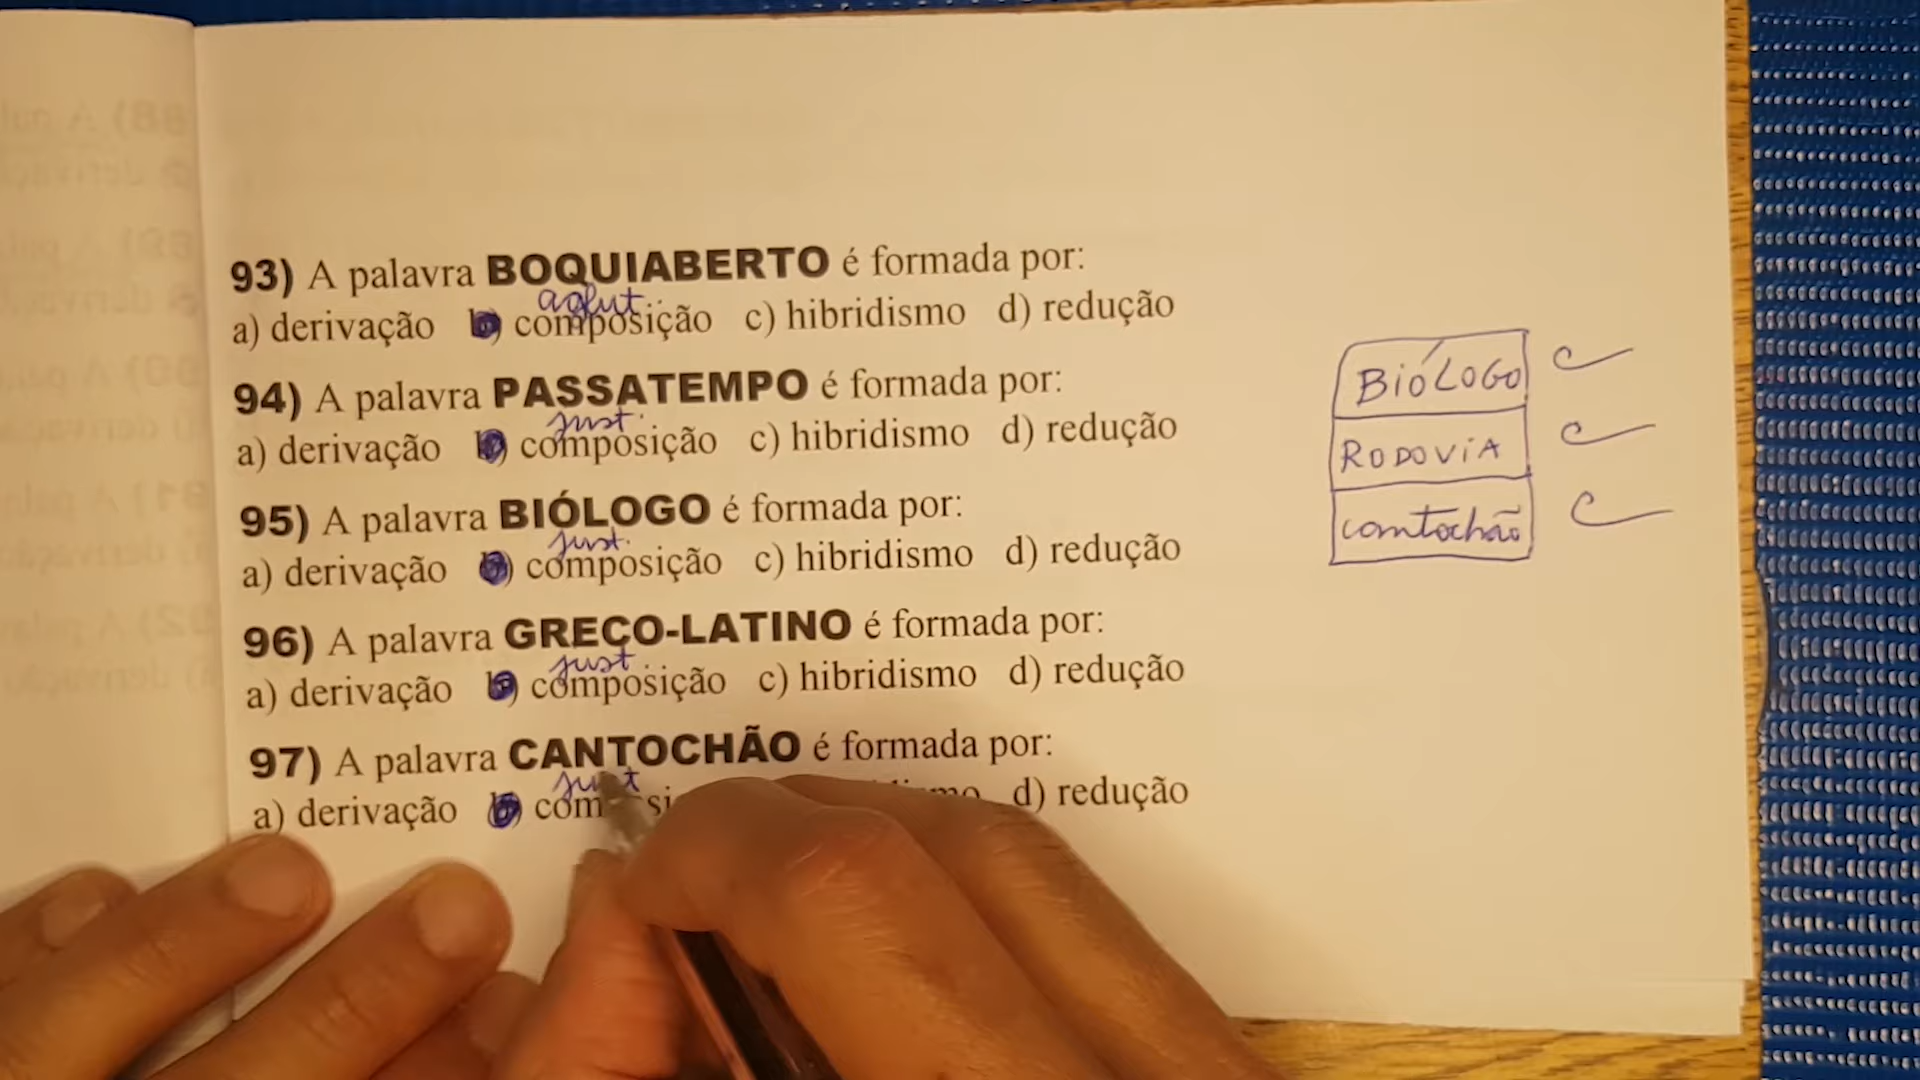 93) A palavra BOQUIABERTO é formada por:
aglut.
a) derivação b) composição c) hibridismo d) redução
94) A palavra PASSATEMPO é formada por:
just.
a) derivação b) composição c) hibridismo d) redução
95) A palavra BIÓLOGO é formada por:
just.
a) derivação b) composição c) hibridismo d) redução
96) A palavra GRECO-LATINO é formada por:
just.
a) derivação b) composição c) hibridismo d) redução
97) A palavra CANTOCHÃO é formada por:
just
a) derivação b) d) redução
BiÓLOGO
RODOViA
cantochão